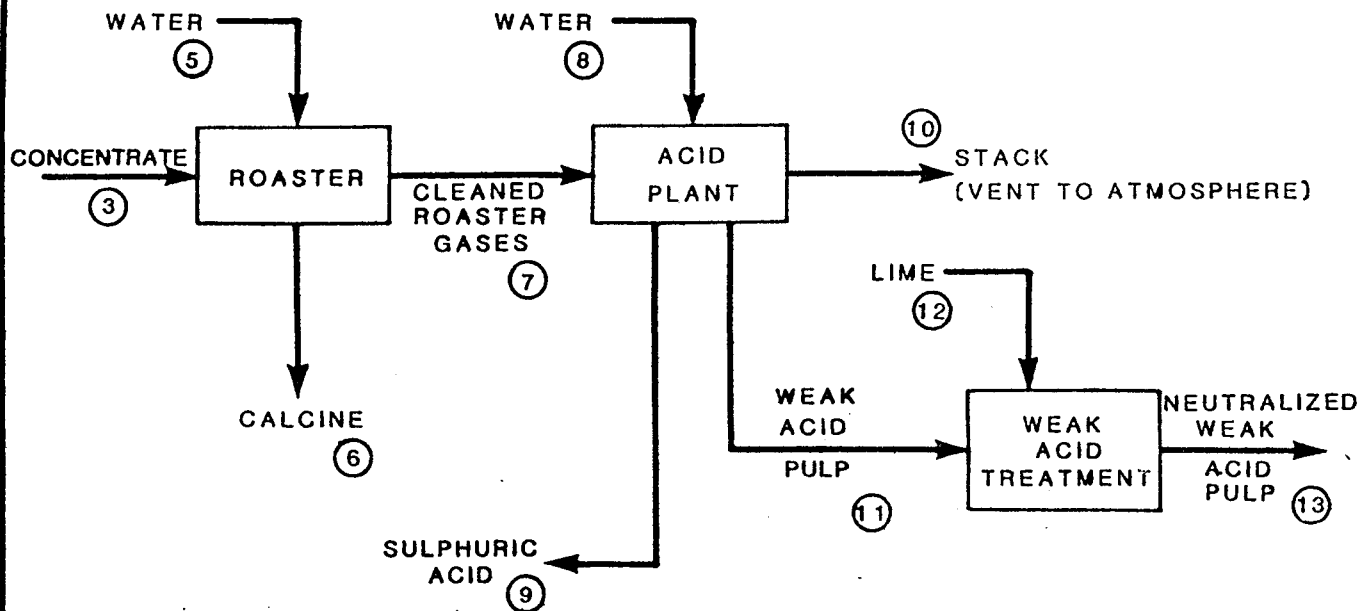 WATER
5
WATER
8
CONCENTRATE
3
ROASTER
CLEANED
ROASTER
GASES
7
ACID
PLANT
10
STACK
(VENT TO ATMOSPHERE)
LIME
12
CALCINE
6
WEAK
ACID
PULP
11
WEAK
ACID
TREATMENT
NEUTRALIZED
WEAK
ACID
PULP
13
SULPHURIC
ACID
9